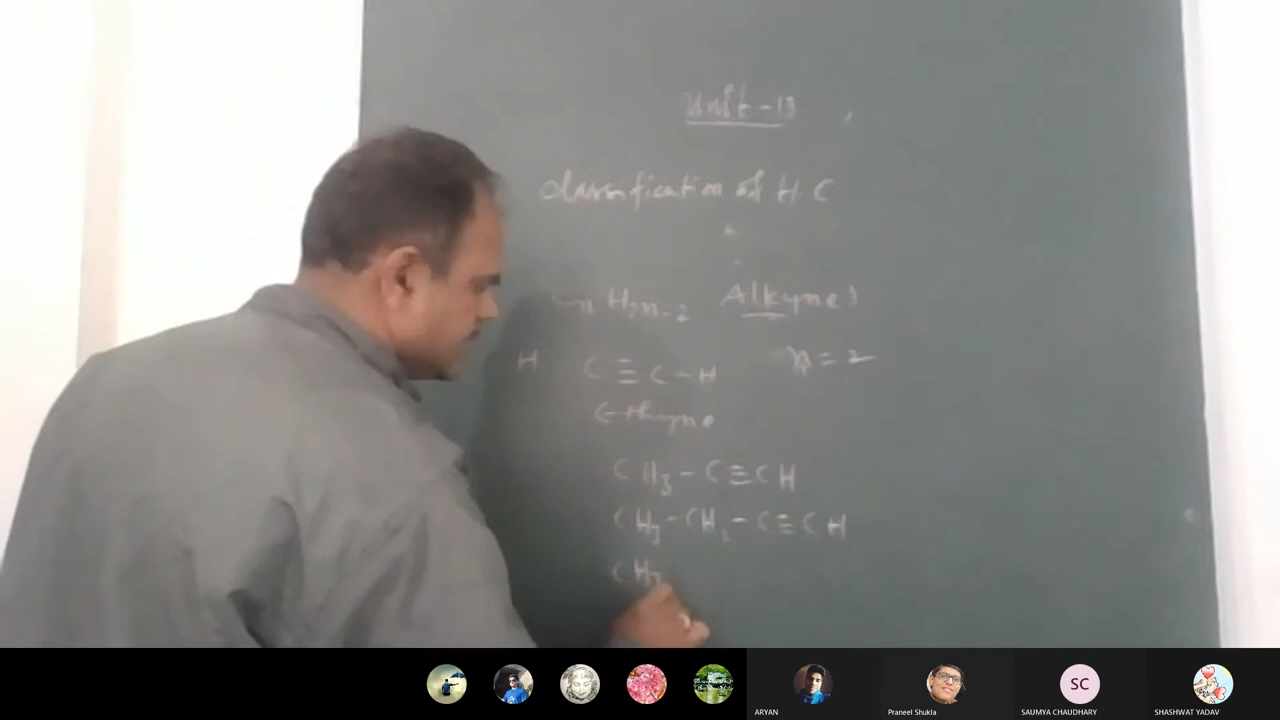 Unit-13
Classification of H.C
nH2n-2 Alkynes
H C≡C-H n=2
Ethyne
CH3-C≡CH
CH3-CH2-C≡CH
CH3
ARYAN
Praneel Shukla
SC
SAUMYA CHAUDHARY
SHASHWAT YADAV